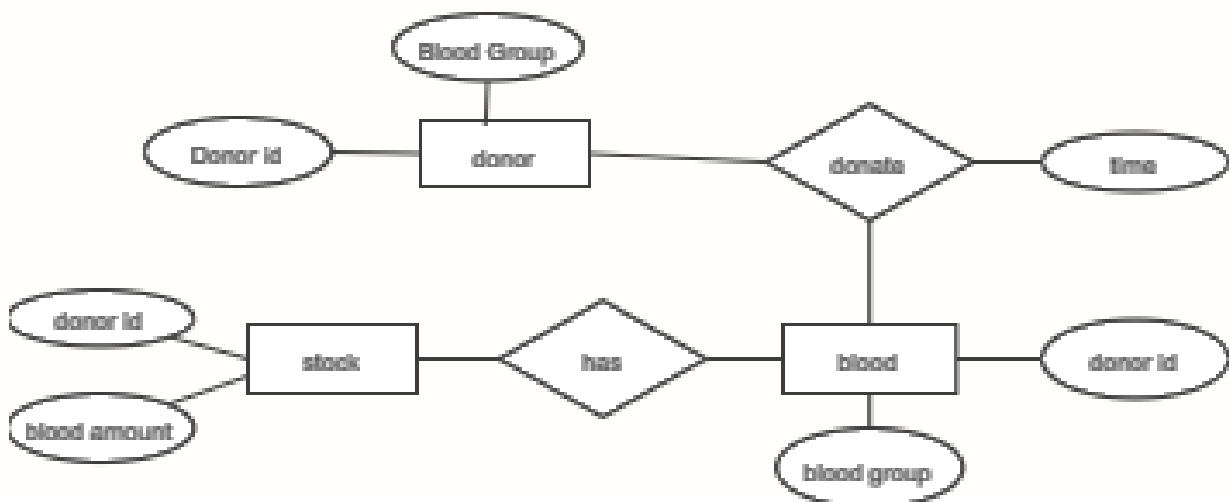 Blood Group
Donor id
donor
donate
time
donor id
stock
has
blood
donor id
blood amount
blood group